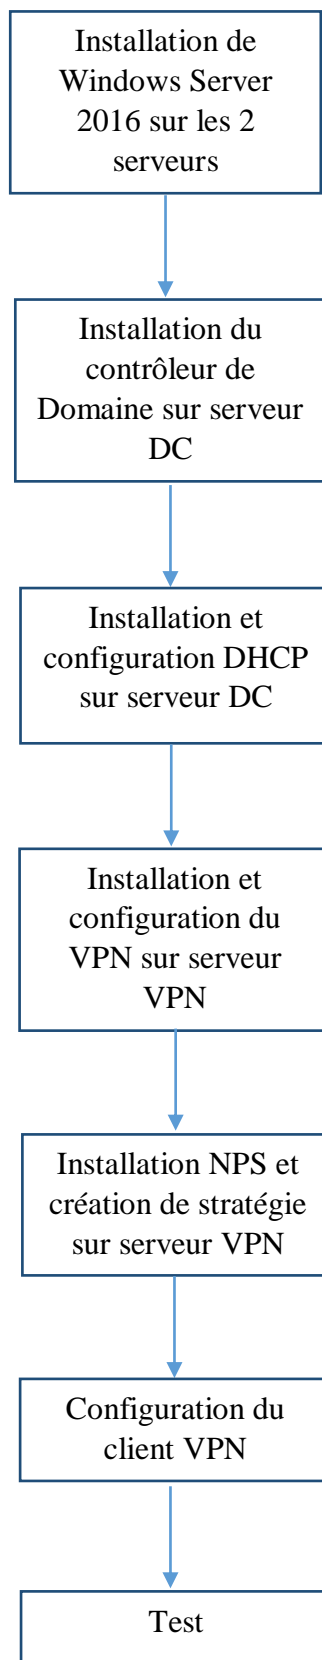 Installation de
Windows Server
2016 sur les 2
serveurs
Installation du
contrôleur de
Domaine sur serveur
DC
Installation et
configuration DHCP
sur serveur DC
Installation et
configuration du
VPN sur serveur
VPN
Installation NPS et
création de stratégie
sur serveur VPN
Configuration du
client VPN
Test